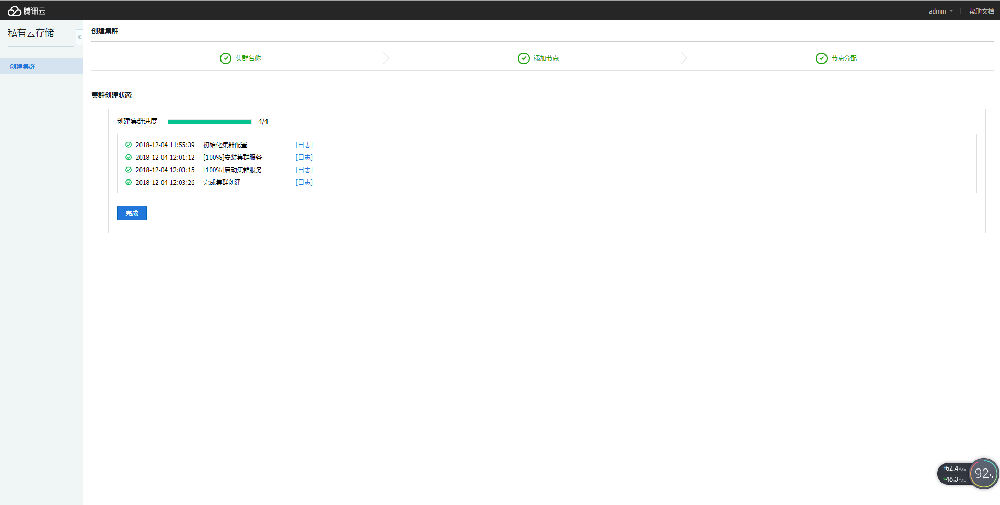 腾讯云
admin
帮助文档
私有云存储
«
创建集群
创建集群
集群名称
添加节点
节点分配
集群创建状态
创建集群进度 4/4
2018-12-04 11:55:39 初始化集群配置 [日志]
2018-12-04 12:01:12 [100%]安装集群服务 [日志]
2018-12-04 12:03:15 [100%]启动集群服务 [日志]
2018-12-04 12:03:26 完成集群创建 [日志]
完成
62.4K/s
48.3K/s
92%